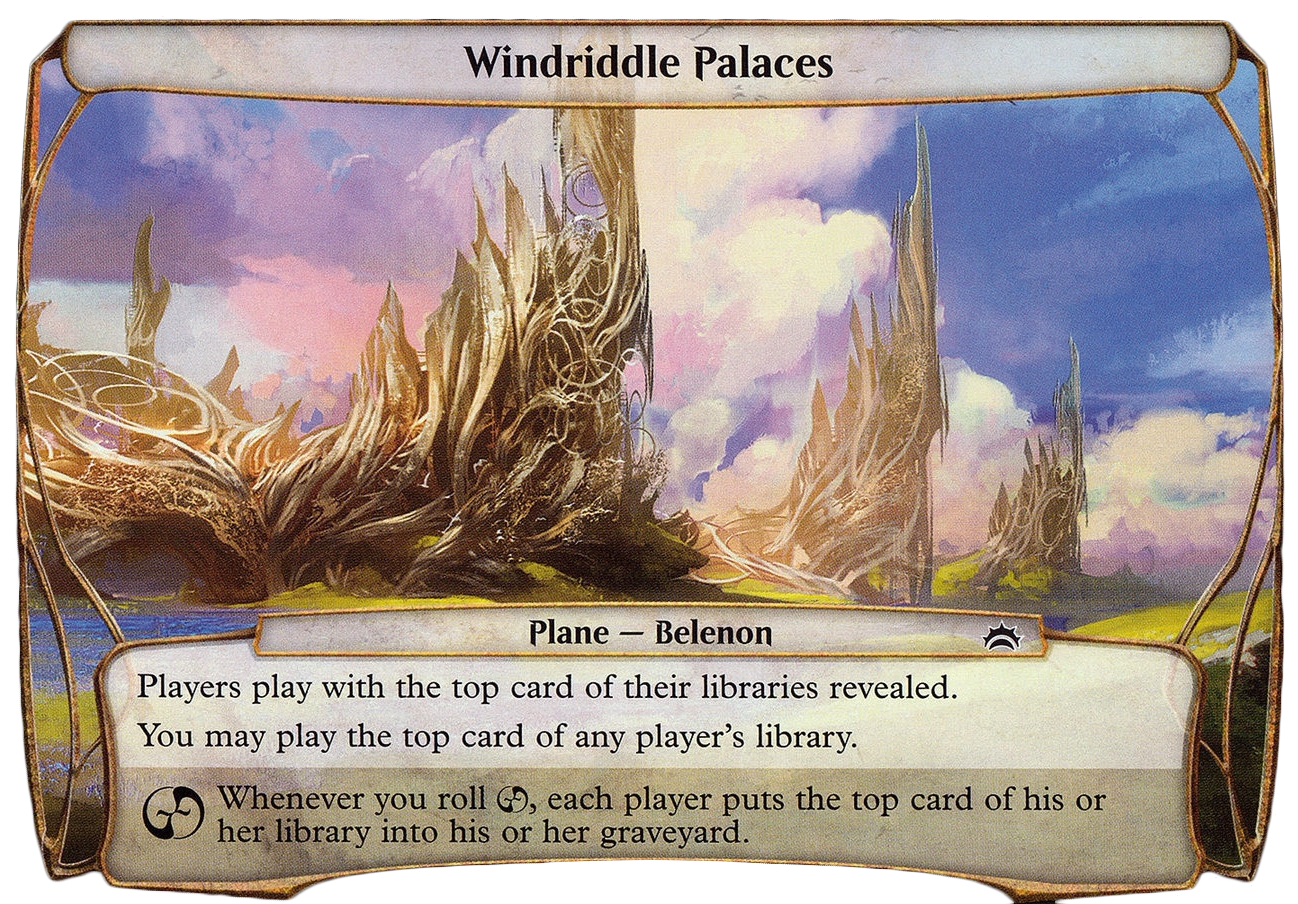 Windriddle Palaces
Plane — Belenon
Players play with the top card of their libraries revealed.
You may play the top card of any player's library.
Whenever you roll , each player puts the top card of his or
her library into his or her graveyard.